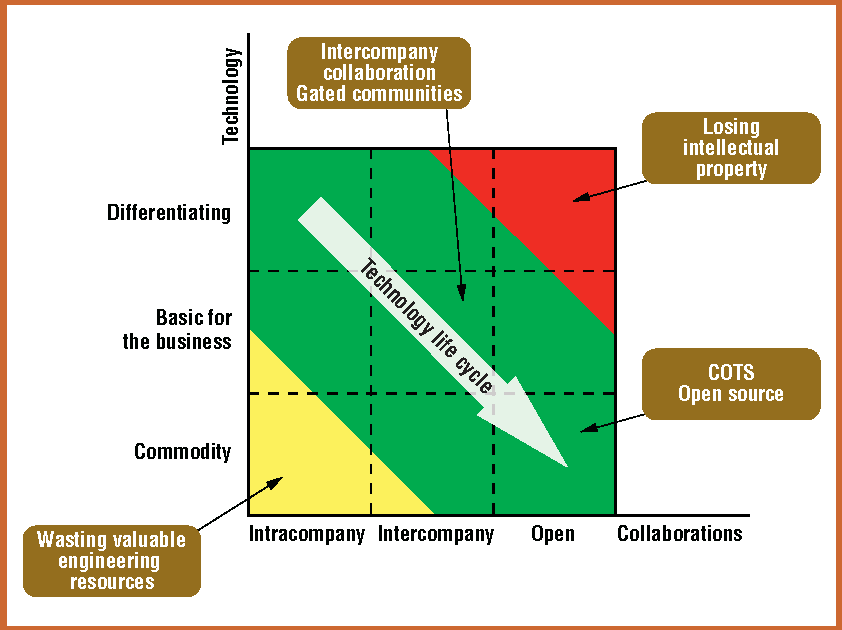 Technology
Intercompany
collaboration
Gated communities
Losing
intellectual
property
Differentiating
Technology life cycle
Basic for
the business
COTS
Open source
Commodity
Intracompany
Intercompany
Open
Collaborations
Wasting valuable
engineering
resources